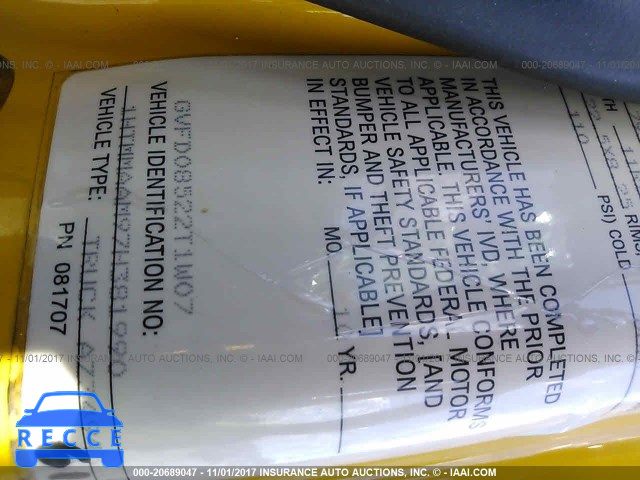 THIS VEHICLE HAS BEEN COMPLETED
IN ACCORDANCE WITH THE PRIOR
MANUFACTURERS' IVD, WHERE
APPLICABLE. THIS VEHICLE CONFORMS
TO ALL APPLICABLE FEDERAL MOTOR
VEHICLE SAFETY STANDARDS, [AND
BUMPER AND THEFT PREVENTION
STANDARDS, IF APPLICABLE]
IN EFFECT IN: MO. 10 YR.
110 PSI) COLD
GVFD08522T1W07
VEHICLE IDENTIFICATION NO:
VEHICLE TYPE: TRUCK
PN 081707
000-20689047 - 11/01/2017 INSURANCE AUTO AUCTIONS, INC. - © IAAI.COM
RECCE